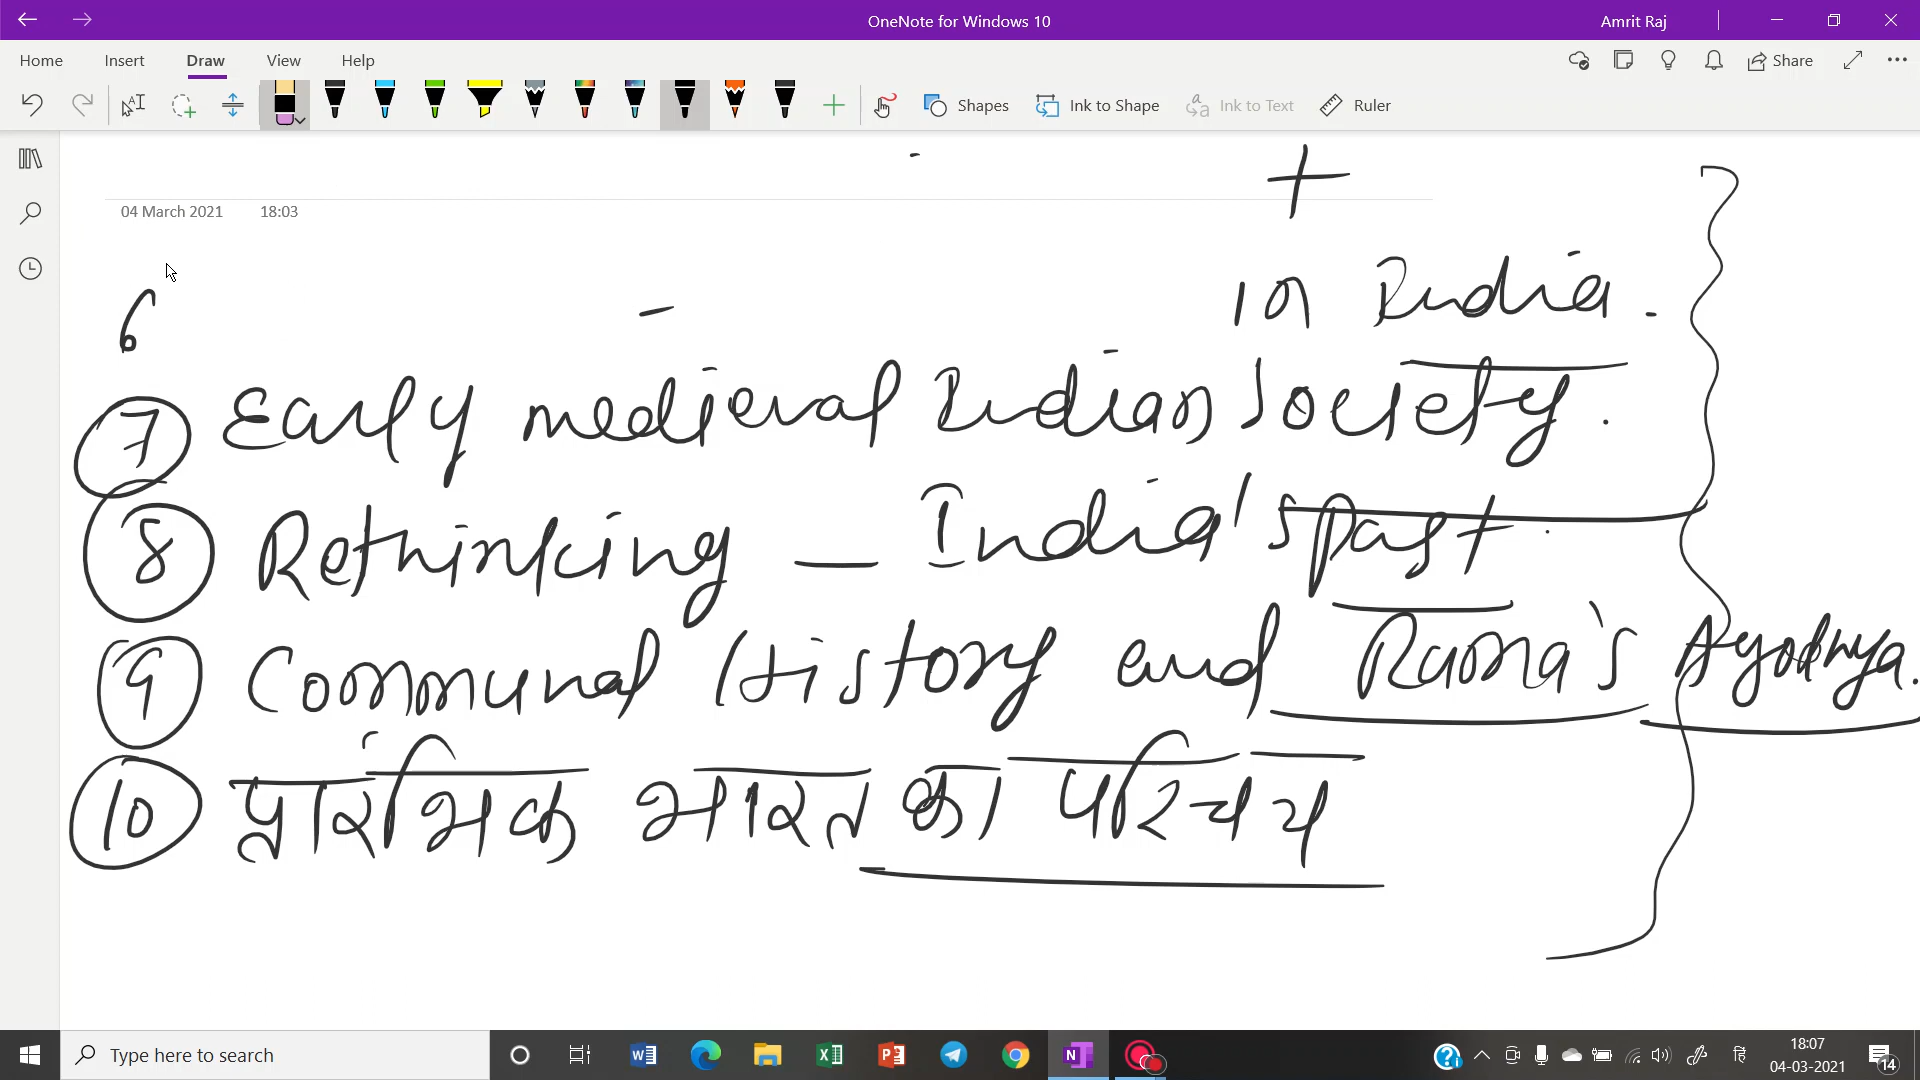 OneNote for Windows 10 Amrit Raj
Home Insert Draw View Help Share
Shapes Ink to Shape Ink to Text Ruler
04 March 2021 18:03
+
6 in India.
7 Early medieval Indian Society.
8 Rethinking - India's past.
9 Communal History and Rama's Ayodhya.
10 प्रारंभिक भारत का परिचय
Type here to search
18:07
04-03-2021
14